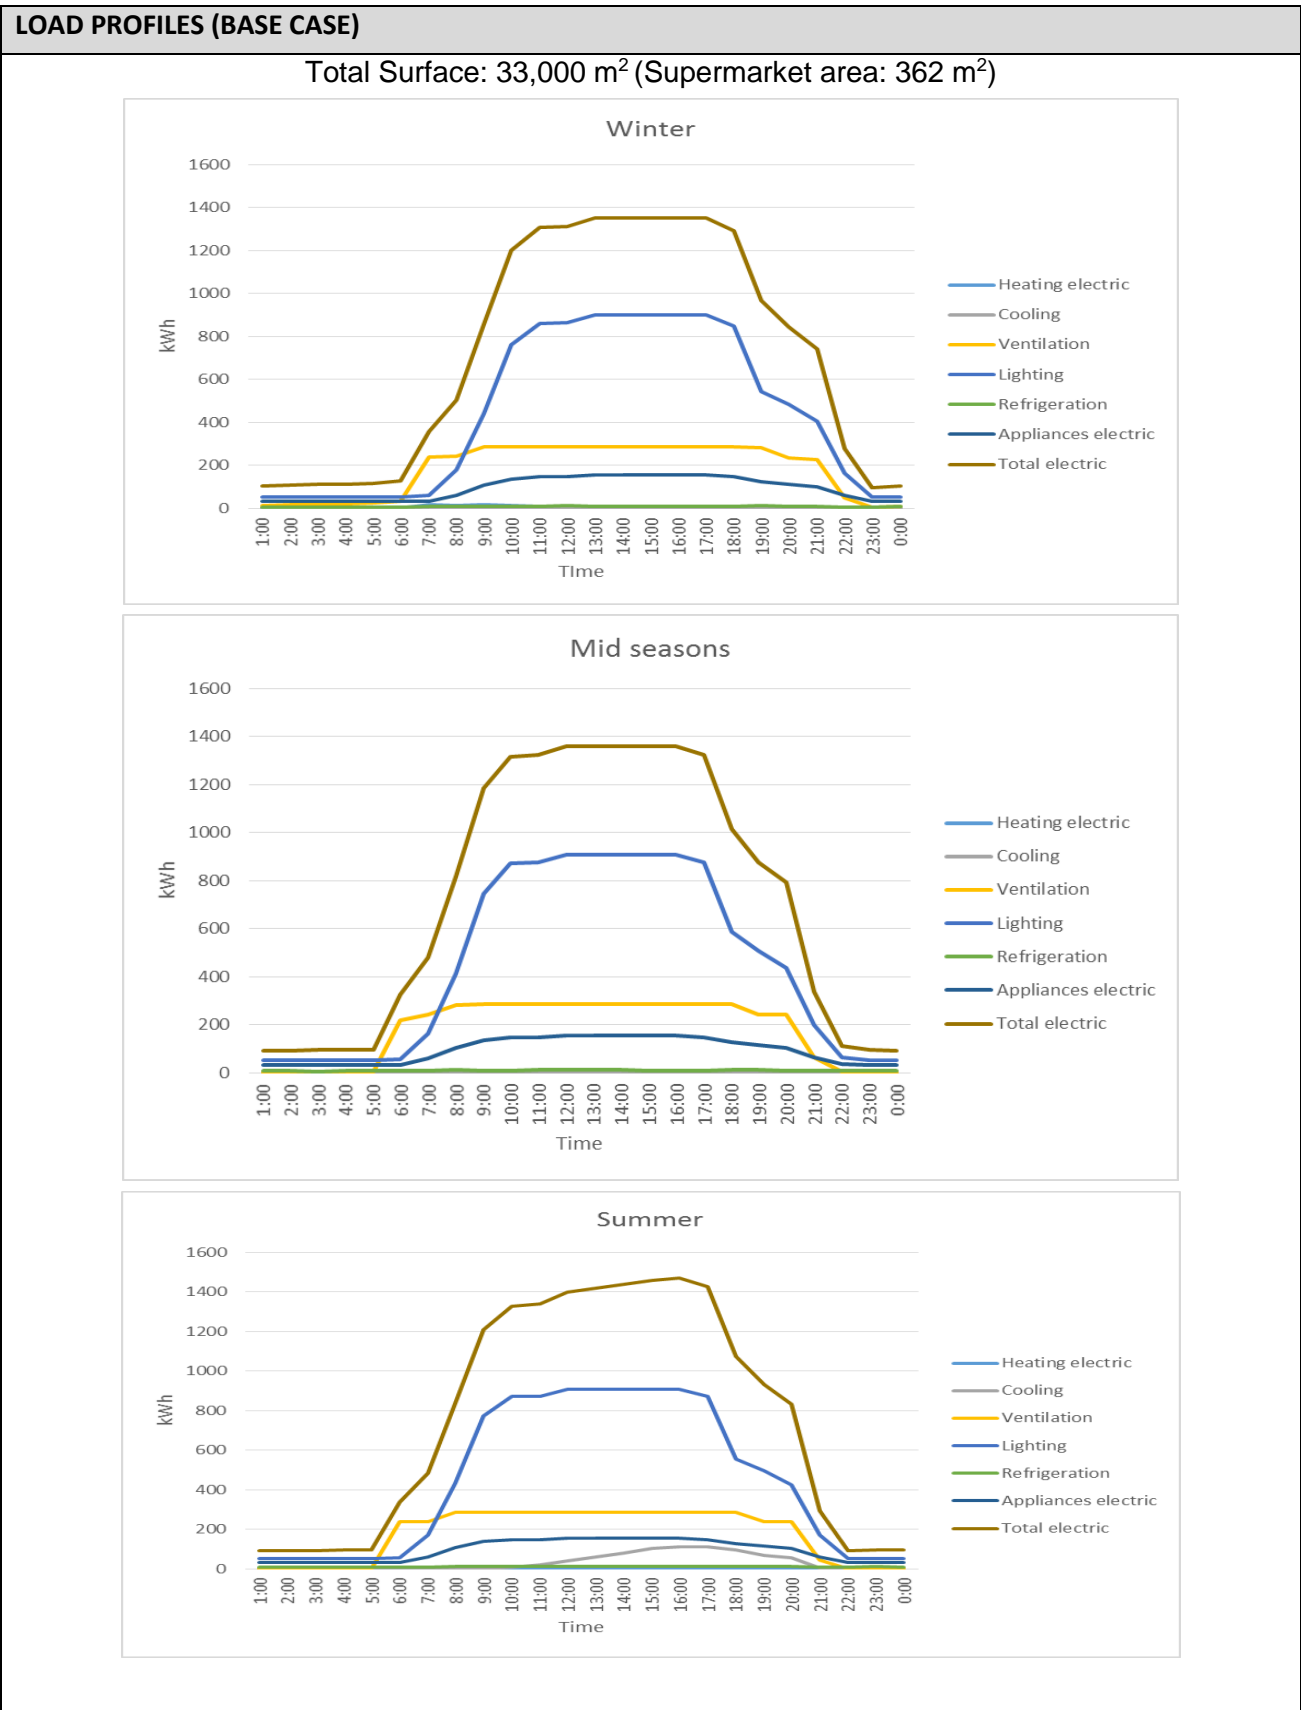 LOAD PROFILES (BASE CASE)
Total Surface: 33,000 m2 (Supermarket area: 362 m2)
Winter
1600
1400
1200
1000
800
600
400
200
0
kWh
1:00 2:00 3:00 4:00 5:00 6:00 7:00 8:00 9:00 10:00 11:00 12:00 13:00 14:00 15:00 16:00 17:00 18:00 19:00 20:00 21:00 22:00 23:00 0:00
TIme
Heating electric
Cooling
Ventilation
Lighting
Refrigeration
Appliances electric
Total electric
Mid seasons
1600
1400
1200
1000
800
600
400
200
0
kWh
1:00 2:00 3:00 4:00 5:00 6:00 7:00 8:00 9:00 10:00 11:00 12:00 13:00 14:00 15:00 16:00 17:00 18:00 19:00 20:00 21:00 22:00 23:00 0:00
Time
Heating electric
Cooling
Ventilation
Lighting
Refrigeration
Appliances electric
Total electric
Summer
1600
1400
1200
1000
800
600
400
200
0
kWh
1:00 2:00 3:00 4:00 5:00 6:00 7:00 8:00 9:00 10:00 11:00 12:00 13:00 14:00 15:00 16:00 17:00 18:00 19:00 20:00 21:00 22:00 23:00 0:00
Time
Heating electric
Cooling
Ventilation
Lighting
Refrigeration
Appliances electric
Total electric